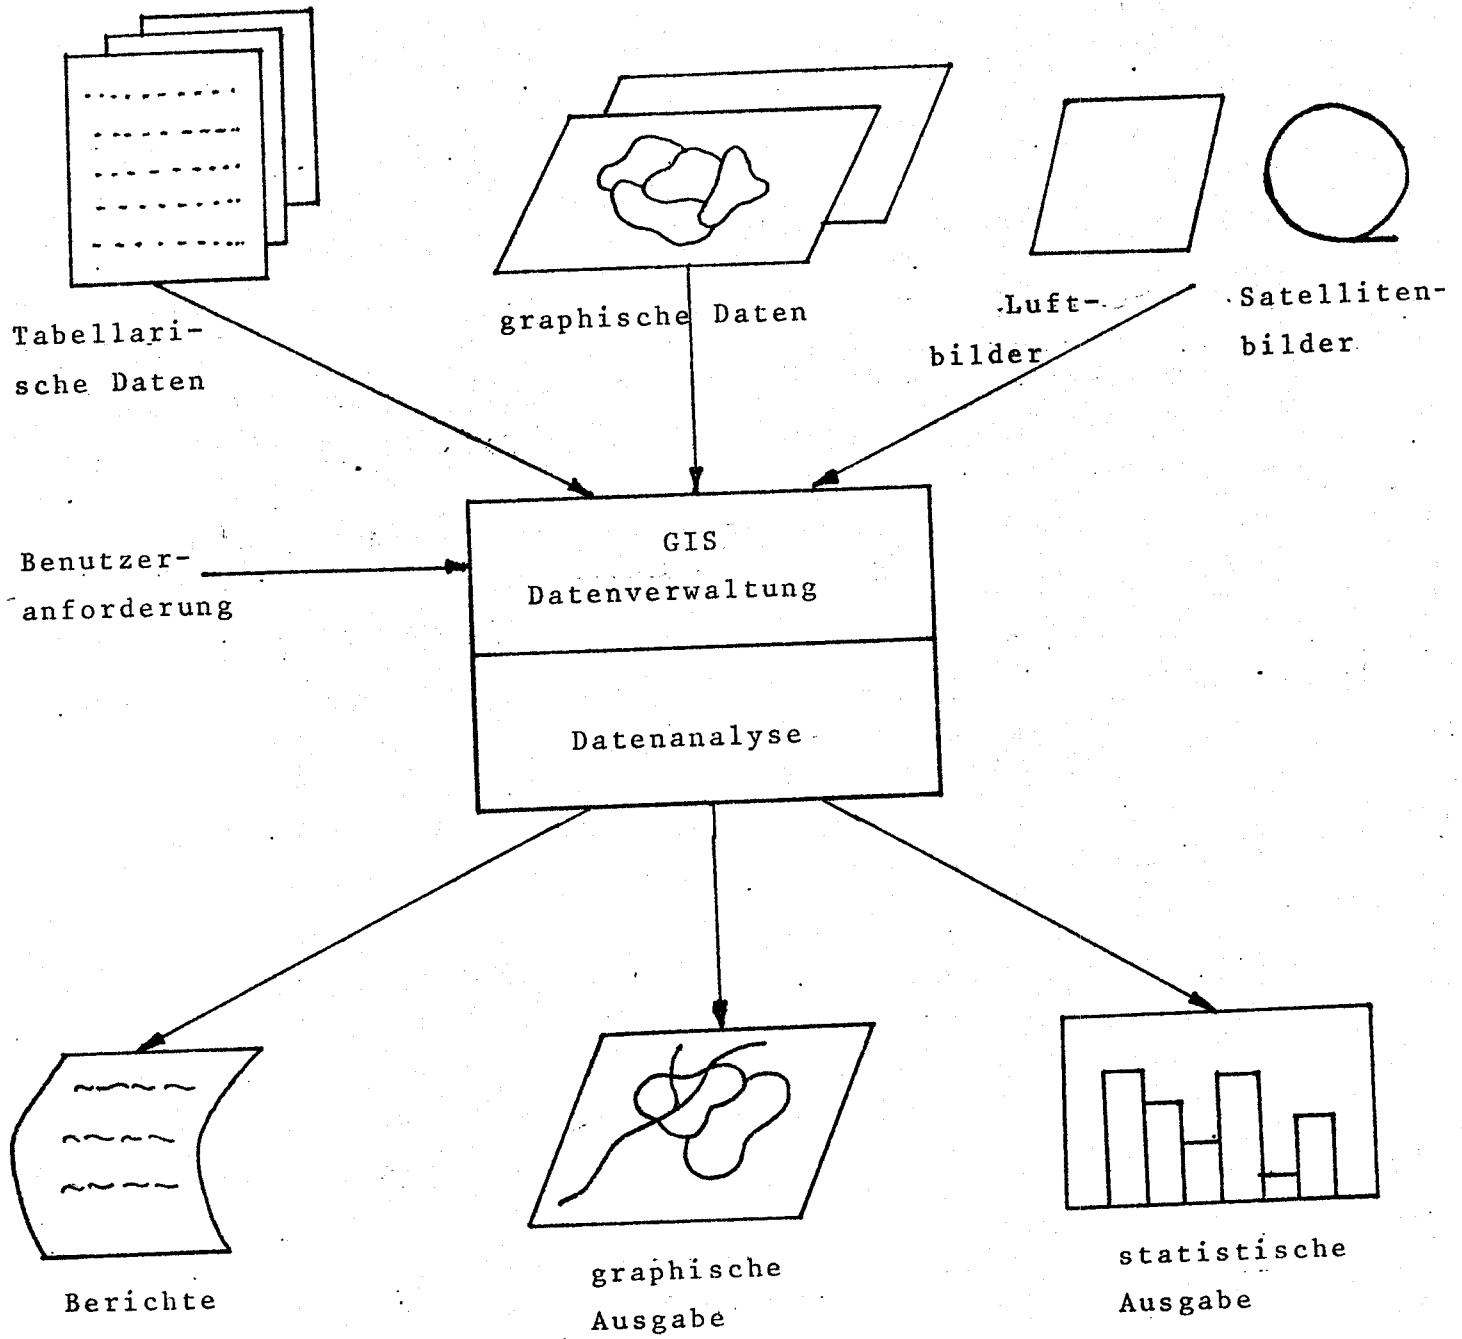 Tabellari-
sche Daten
graphische Daten
Luft-
bilder
Satelliten-
bilder
Benutzer-
anforderung
GIS
Datenverwaltung
Datenanalyse
Berichte
graphische
Ausgabe
statistische
Ausgabe